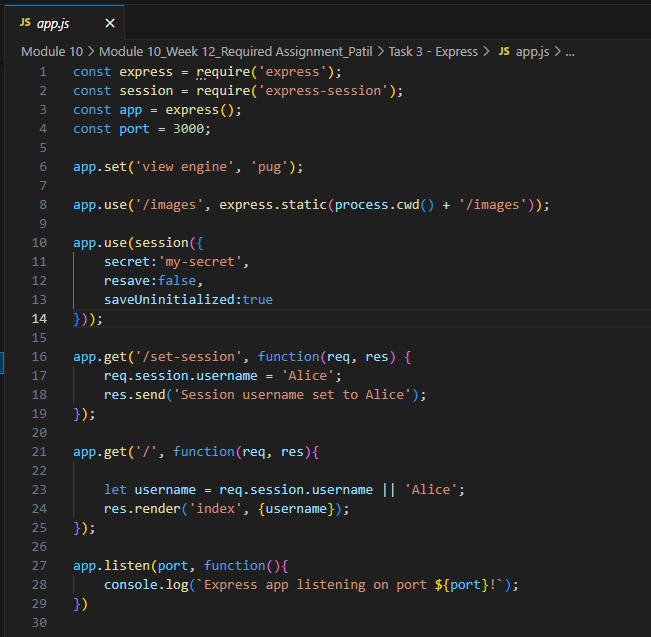 JS app.js ×
Module 10 > Module 10_Week 12_Required Assignment_Patil > Task 3 - Express > JS app.js > ...
1 const express = require('express');
2 const session = require('express-session');
3 const app = express();
4 const port = 3000;
5
6 app.set('view engine', 'pug');
7
8 app.use('/images', express.static(process.cwd() + '/images'));
9
10 app.use(session({
11     secret:'my-secret',
12     resave:false,
13     saveUninitialized:true
14 }));
15
16 app.get('/set-session', function(req, res) {
17     req.session.username = 'Alice';
18     res.send('Session username set to Alice');
19 });
20
21 app.get('/', function(req, res){
22
23     let username = req.session.username || 'Alice';
24     res.render('index', {username});
25 });
26
27 app.listen(port, function(){
28     console.log(`Express app listening on port ${port}!`);
29 })
30